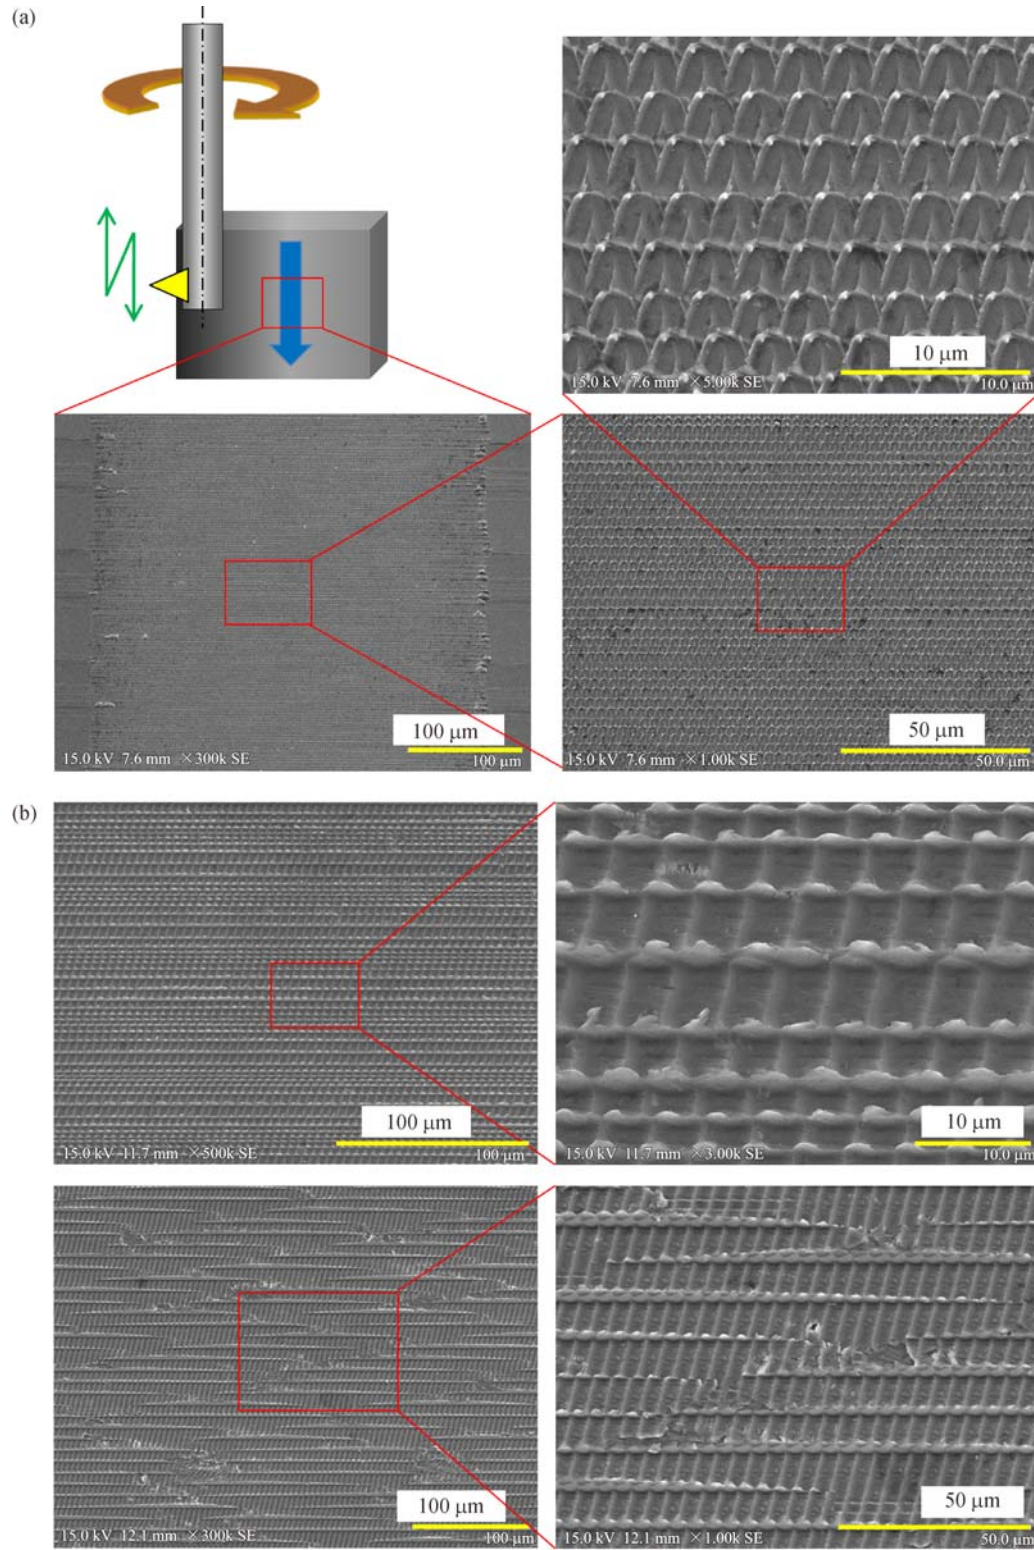 (a)
10 μm
15.0 kV 7.6 mm ×5.00k SE 10.0 μm
100 μm
15.0 kV 7.6 mm ×300k SE 100 μm
50 μm
15.0 kV 7.6 mm ×1.00k SE 50.0 μm
(b)
100 μm
15.0 kV 11.7 mm ×500k SE 100 μm
10 μm
15.0 kV 11.7 mm ×3.00k SE 10.0 μm
100 μm
15.0 kV 12.1 mm ×300k SE 100 μm
50 μm
15.0 kV 12.1 mm ×1.00k SE 50.0 μm